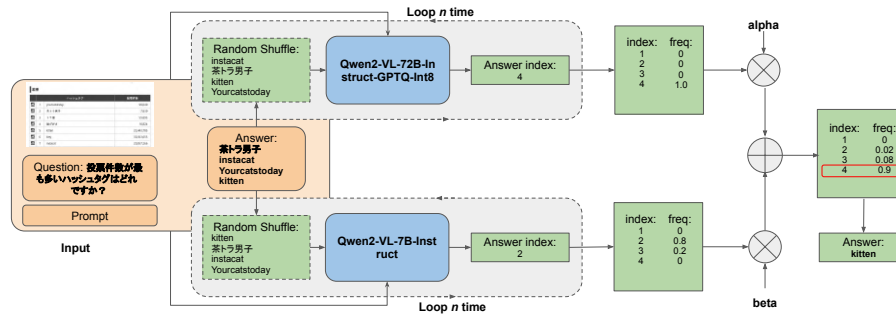 Loop n time
alpha
Random Shuffle:
instacat
茶トラ男子
kitten
Yourcatstoday
Qwen2-VL-72B-Ins
truct-GPTQ-Int8
Answer index:
4
index: freq:
1 0
2 0
3 0
4 1.0
Answer:
茶トラ男子
instacat
Yourcatstoday
kitten
Question: 投票件数が最
も多いハッシュタグはどれ
ですか？
Prompt
Input
index: freq:
1 0
2 0.02
3 0.08
4 0.9
Random Shuffle:
kitten
茶トラ男子
instacat
Yourcatstoday
Qwen2-VL-7B-Inst
ruct
Answer index:
2
index: freq:
1 0
2 0.8
3 0.2
4 0
Answer:
kitten
Loop n time
beta